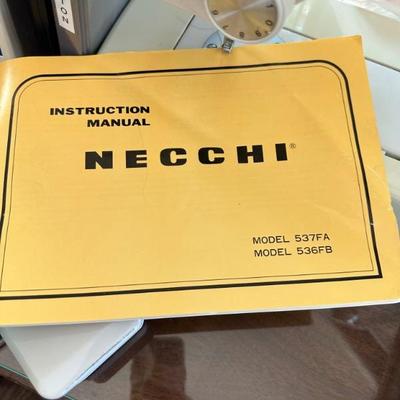 INSTRUCTION
MANUAL
NECCHI®
MODEL 537FA
MODEL 536FB